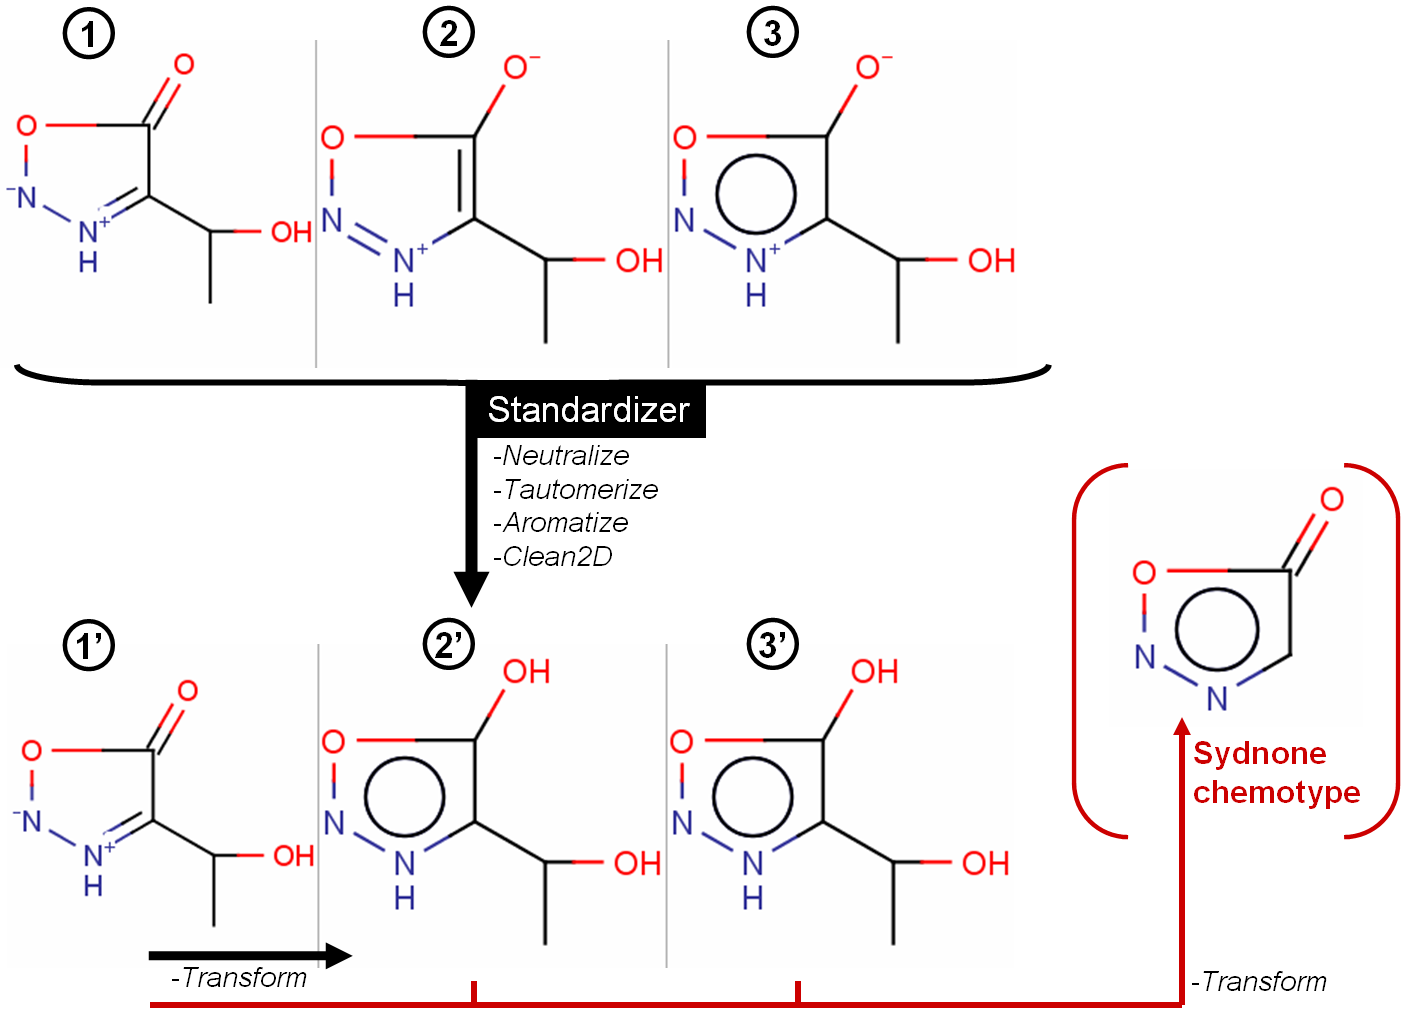 1
2
3
O
O
N
−
N+
H
OH
O−
O
N
N+
H
OH
O−
O
N
N+
H
OH
Standardizer
-Neutralize
-Tautomerize
-Aromatize
-Clean2D
1’
2’
3’
O
O
−N
N+
H
OH
OH
O
N
N
H
OH
OH
O
N
N
H
OH
O
O
N
N
Sydnone
chemotype
-Transform
-Transform